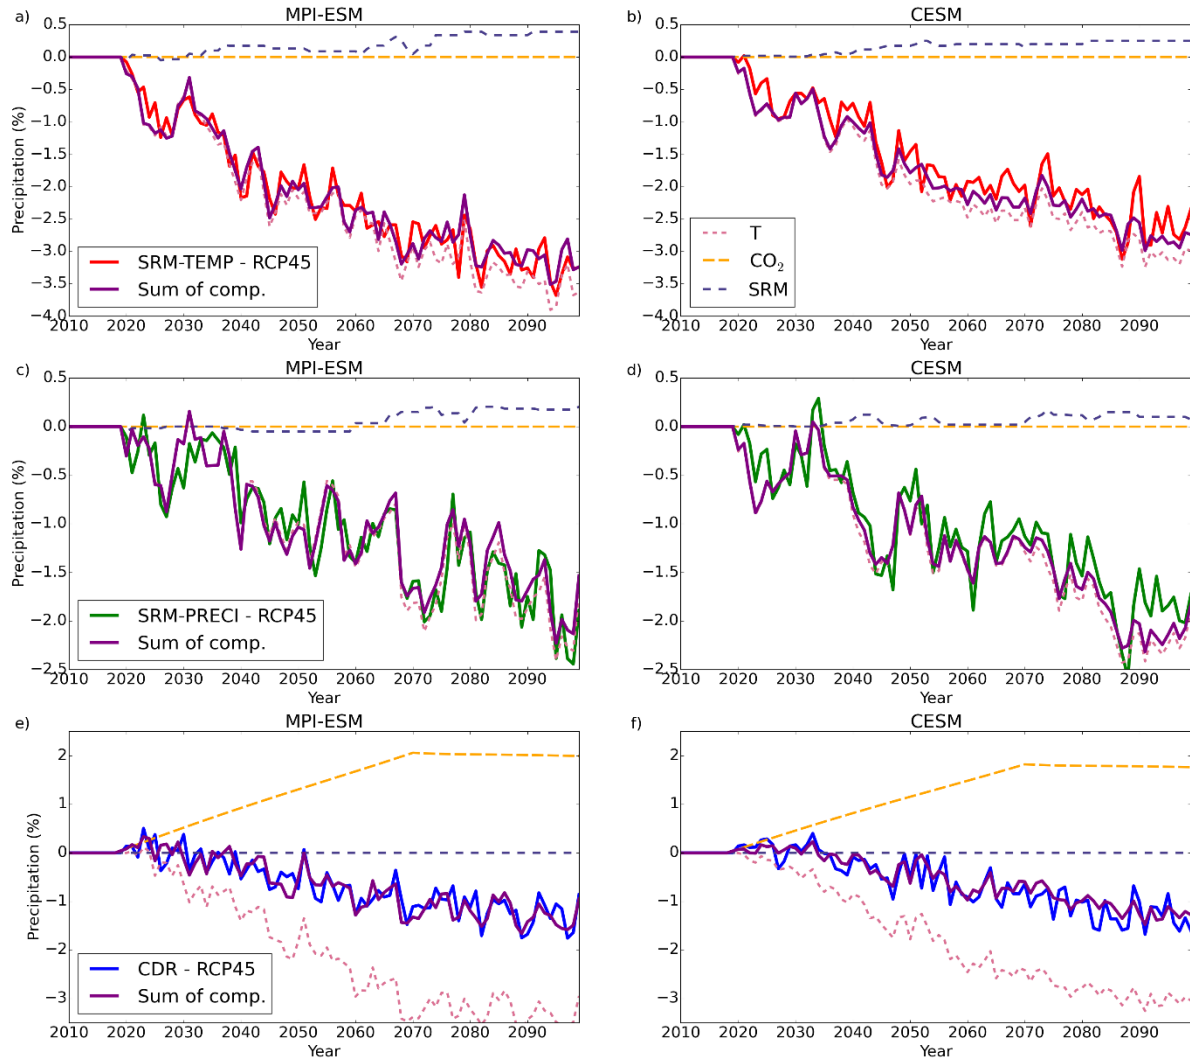 a)
MPI-ESM
0.5
0.0
−0.5
−1.0
−1.5
−2.0
−2.5
−3.0
−3.5
−4.0
Precipitation (%)
SRM-TEMP - RCP45
Sum of comp.
2010 2020 2030 2040 2050 2060 2070 2080 2090
Year
b)
CESM
0.5
0.0
−0.5
−1.0
−1.5
−2.0
−2.5
−3.0
−3.5
−4.0
T
CO₂
SRM
2010 2020 2030 2040 2050 2060 2070 2080 2090
Year
c)
MPI-ESM
0.5
0.0
−0.5
−1.0
−1.5
−2.0
−2.5
Precipitation (%)
SRM-PRECI - RCP45
Sum of comp.
2010 2020 2030 2040 2050 2060 2070 2080 2090
Year
d)
CESM
0.5
0.0
−0.5
−1.0
−1.5
−2.0
−2.5
2010 2020 2030 2040 2050 2060 2070 2080 2090
Year
e)
MPI-ESM
2
1
0
−1
−2
−3
Precipitation (%)
CDR - RCP45
Sum of comp.
2010 2020 2030 2040 2050 2060 2070 2080 2090
Year
f)
CESM
2
1
0
−1
−2
−3
2010 2020 2030 2040 2050 2060 2070 2080 2090
Year